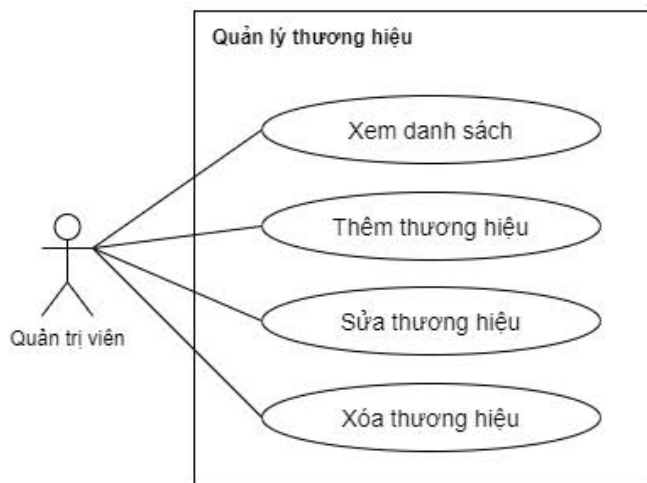 Quản lý thương hiệu
Xem danh sách
Thêm thương hiệu
Sửa thương hiệu
Xóa thương hiệu
Quản trị viên